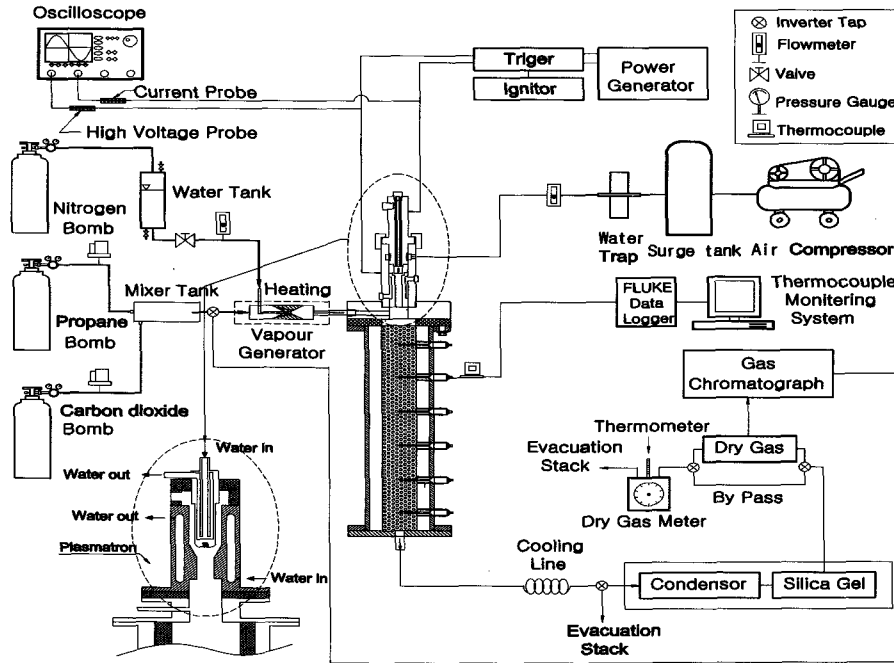 Oscilloscope
Current Probe
High Voltage Probe
Triger
Ignitor
Power
Generator
Inverter Tap
Flowmeter
Valve
Pressure Gauge
Thermocouple
Nitrogen
Bomb
Water Tank
Propane
Bomb
Mixer Tank
Heating
Vapour
Generator
Carbon dioxide
Bomb
Water
Trap
Surge tank
Air Compressor
FLUKE
Data
Logger
Thermocouple
Monitering
System
Gas
Chromatograph
Thermometer
Evacuation
Stack
Dry Gas
By Pass
Dry Gas Meter
Water in
Water out
Water out
Plasmatron
Water in
Cooling
Line
Condensor
Silica Gel
Evacuation
Stack